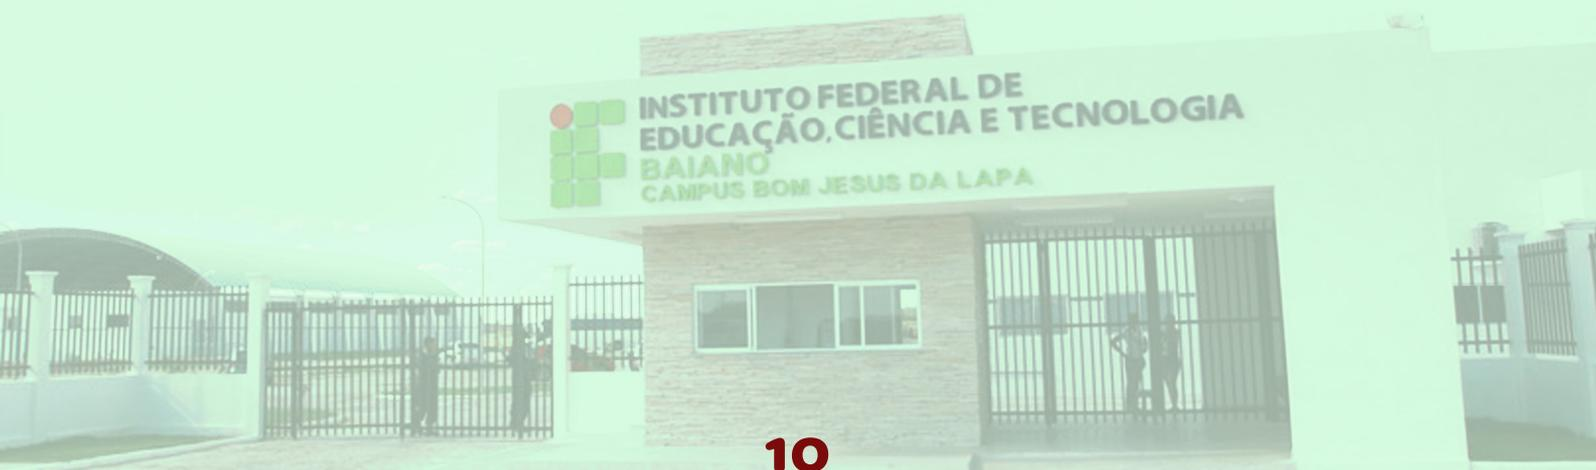 INSTITUTO FEDERAL DE
EDUCAÇÃO, CIÊNCIA E TECNOLOGIA
BAIANO
CAMPUS BOM JESUS DA LAPA
10